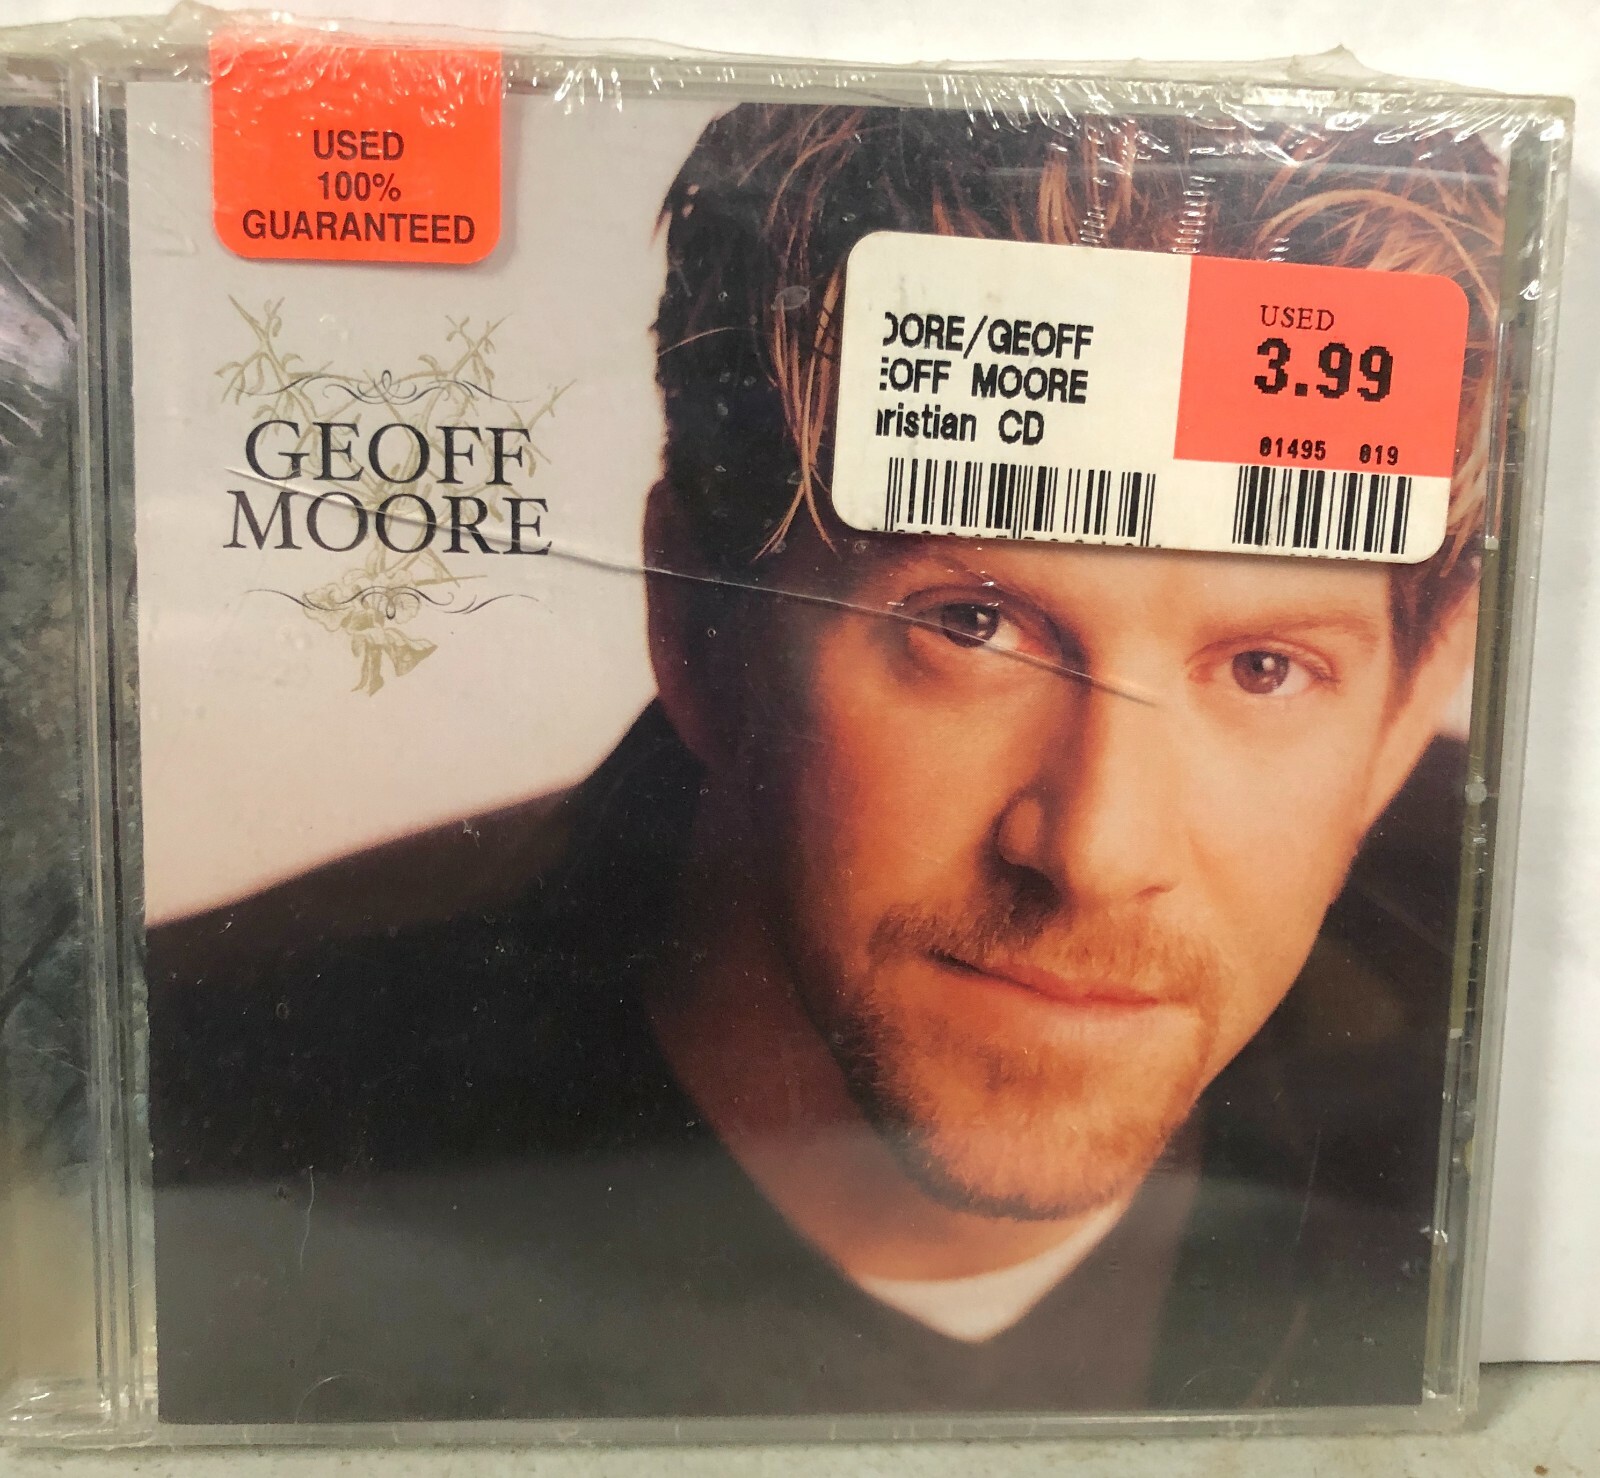 USED
100%
GUARANTEED
GEOFF
MOORE
OORE/GEOFF
EOFF MOORE
ristian CD
USED
3.99
01495 019